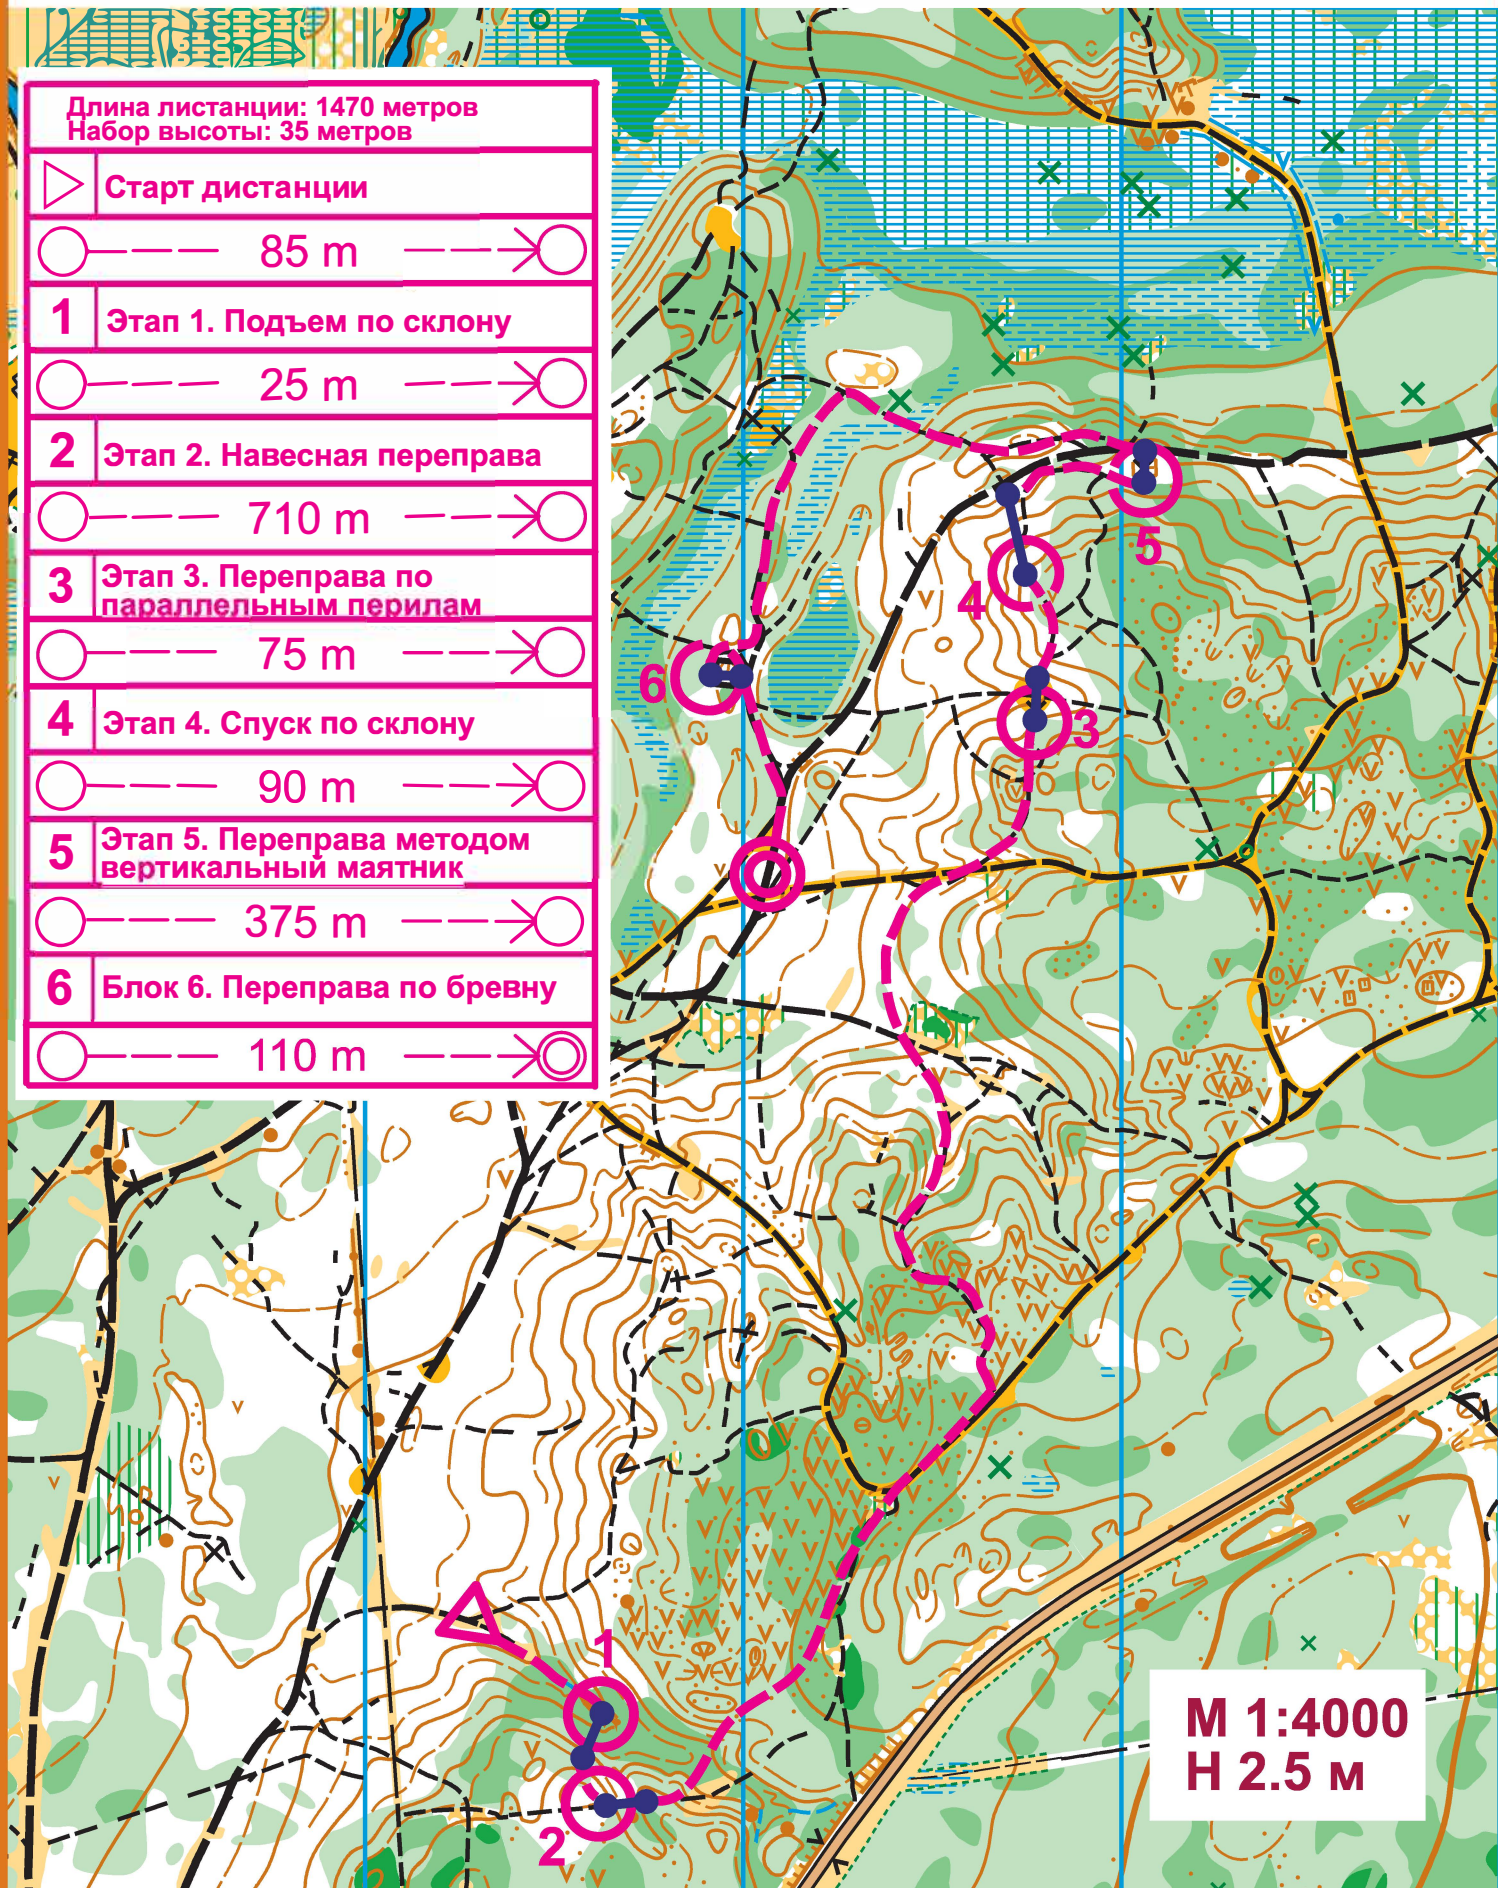 Длина листанции: 1470 метров
Набор высоты: 35 метров
Старт дистанции
85 m
1 Этап 1. Подъем по склону
25 m
2 Этап 2. Навесная переправа
710 m
3 Этап 3. Переправа по
параллельным перилам
75 m
4 Этап 4. Спуск по склону
90 m
5 Этап 5. Переправа методом
вертикальный маятник
375 m
6 Блок 6. Переправа по бревну
110 m
5
4
6
3
1
2
М 1:4000
Н 2.5 м